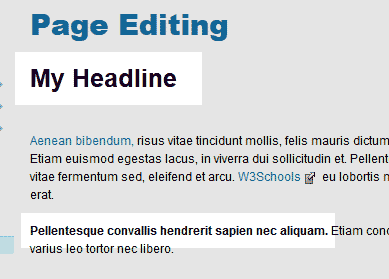 Page Editing
My Headline
Aenean bibendum, risus vitae tincidunt mollis, felis mauris dictum
Etiam euismod egestas lacus, in viverra dui sollicitudin et. Pellent
vitae fermentum sed, eleifend et arcu. W3Schools eu lobortis n
erat.
Pellentesque convallis hendrerit sapien nec aliquam. Etiam cond
varius leo tortor nec libero.